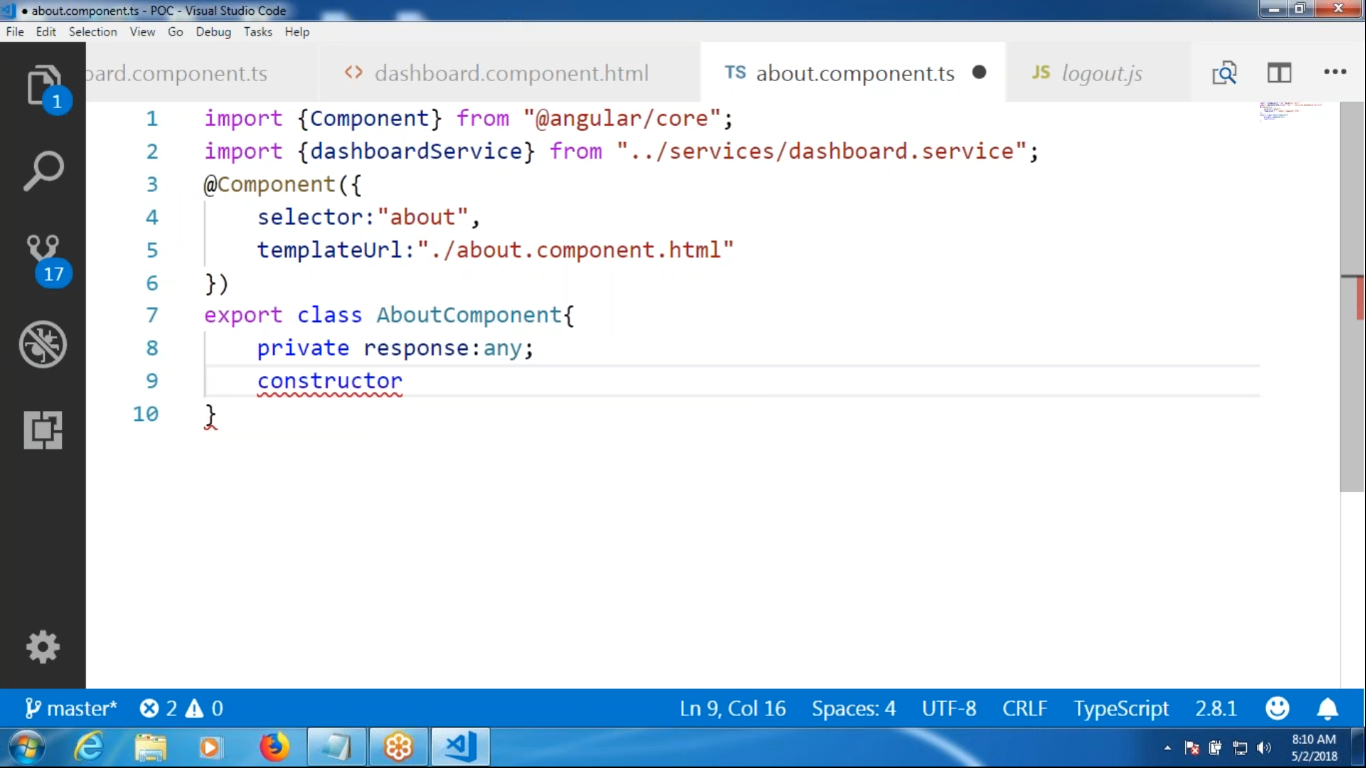 ● about.component.ts - POC - Visual Studio Code
File Edit Selection View Go Debug Tasks Help
oard.component.ts
<> dashboard.component.html
TS about.component.ts ●
JS logout.js
•••
1
17
1 import {Component} from "@angular/core";
2 import {dashboardService} from "../services/dashboard.service";
3 @Component({
4 selector:"about",
5 templateUrl:"./about.component.html"
6 })
7 export class AboutComponent{
8 private response:any;
9 constructor
10 }
master* 2 0 Ln 9, Col 16 Spaces: 4 UTF-8 CRLF TypeScript 2.8.1
8:10 AM
5/2/2018